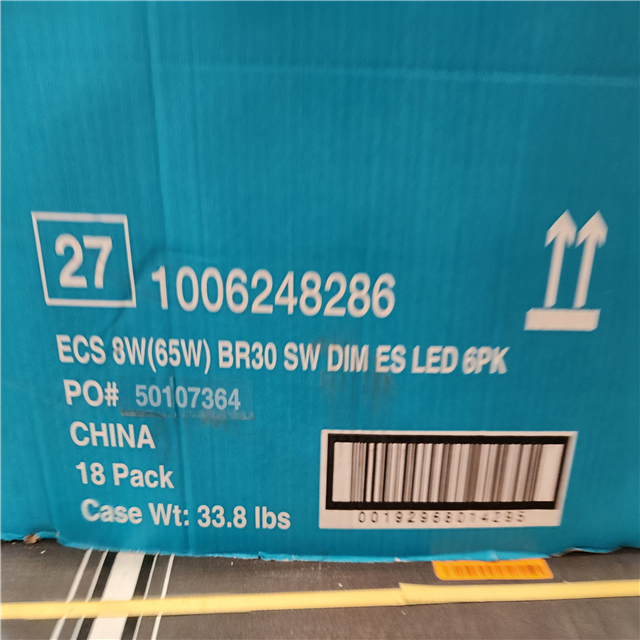 27
1006248286
ECS 8W(65W) BR30 SW DIM ES LED 6PK
PO# 50107364
CHINA
18 Pack
Case Wt: 33.8 lbs
00192958014295